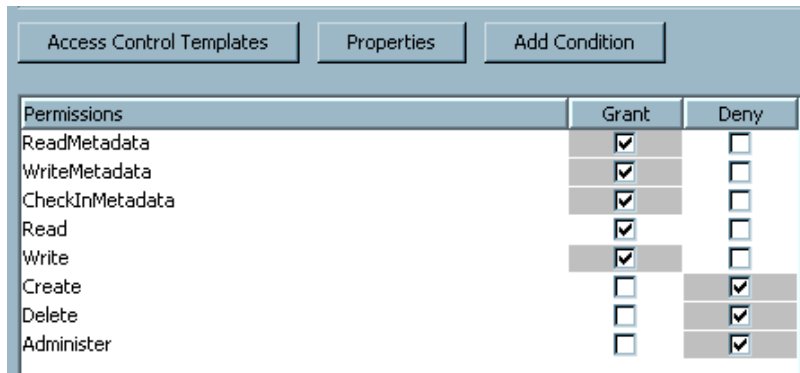 Access Control Templates Properties Add Condition
Permissions Grant Deny
ReadMetadata
WriteMetadata
CheckInMetadata
Read
Write
Create
Delete
Administer